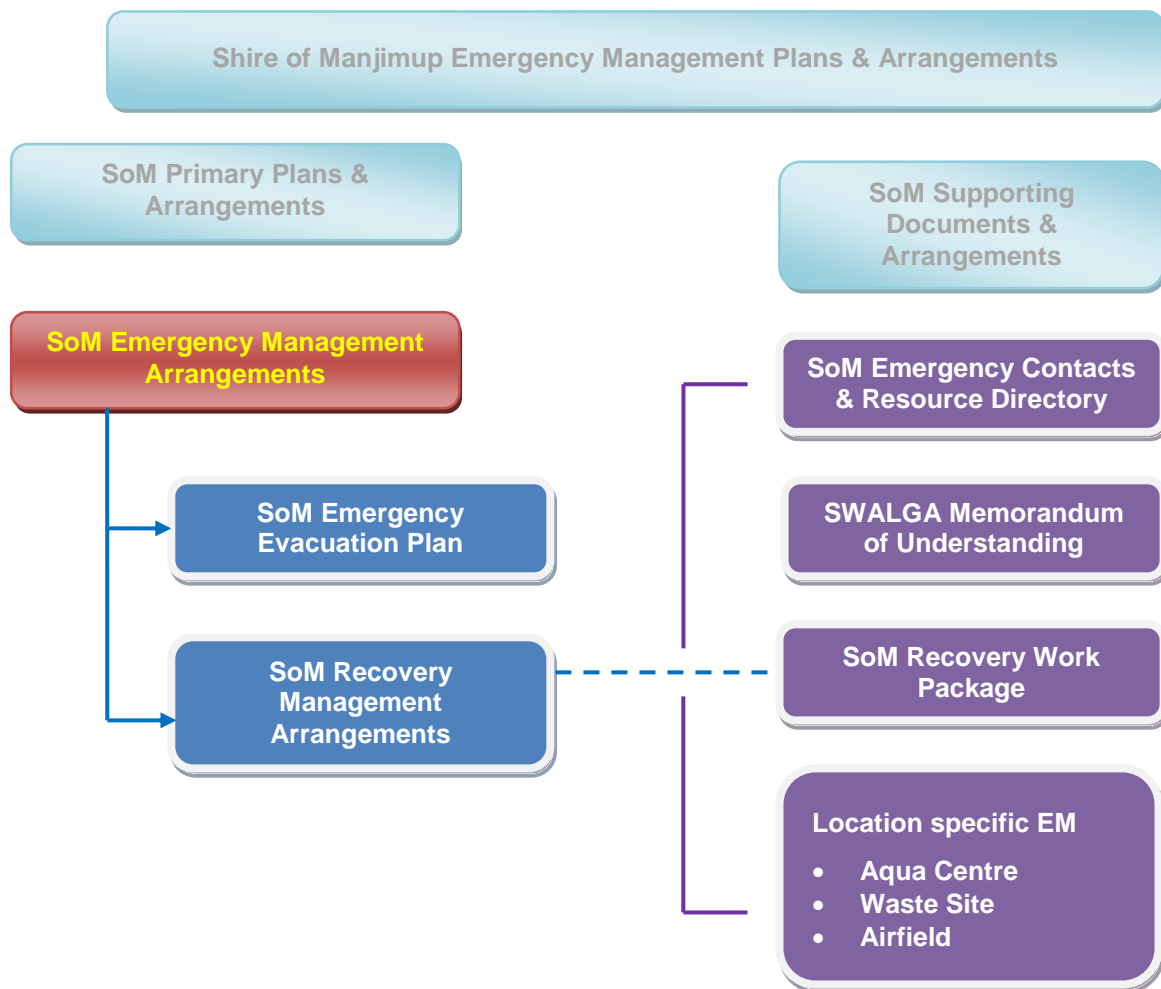 Shire of Manjimup Emergency Management Plans & Arrangements
SoM Primary Plans &
Arrangements
SoM Supporting
Documents &
Arrangements
SoM Emergency Management
Arrangements
SoM Emergency
Evacuation Plan
SoM Recovery
Management
Arrangements
SoM Emergency Contacts
& Resource Directory
SWALGA Memorandum
of Understanding
SoM Recovery Work
Package
Location specific EM
• Aqua Centre
• Waste Site
• Airfield